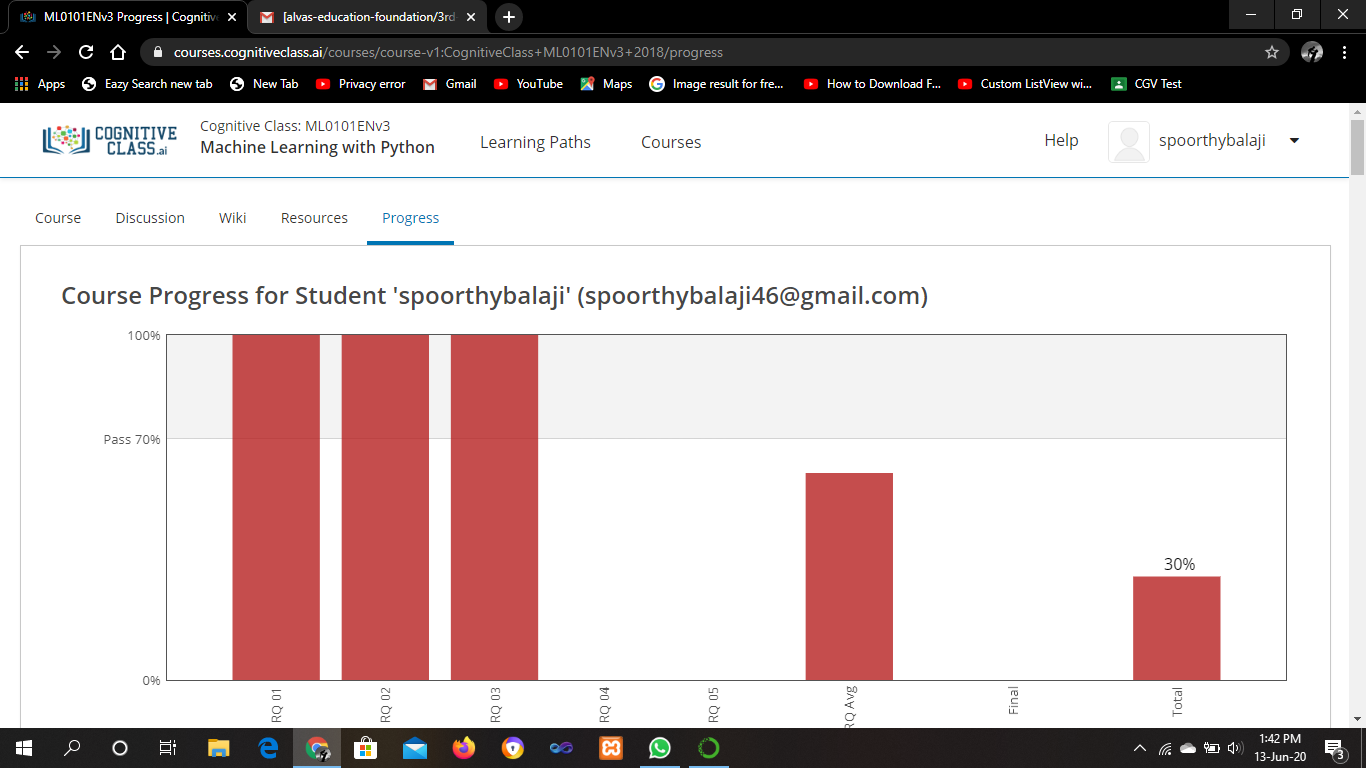 ML0101ENv3 Progress | Cognitiv
[alvas-education-foundation/3rd
courses.cognitiveclass.ai/courses/course-v1:CognitiveClass+ML0101ENv3+2018/progress
Apps
Eazy Search new tab
New Tab
Privacy error
Gmail
YouTube
Maps
Image result for fre...
How to Download F...
Custom ListView wi...
CGV Test
COGNITIVE
CLASS.ai
Cognitive Class: ML0101ENv3
Machine Learning with Python
Learning Paths
Courses
Help
spoorthybalaji
Course
Discussion
Wiki
Resources
Progress
Course Progress for Student 'spoorthybalaji' (spoorthybalaji46@gmail.com)
100%
Pass 70%
0%
30%
RQ 01
RQ 02
RQ 03
RQ 04
RQ 05
RQ Avg
Final
Total
1:42 PM
13-Jun-20
3